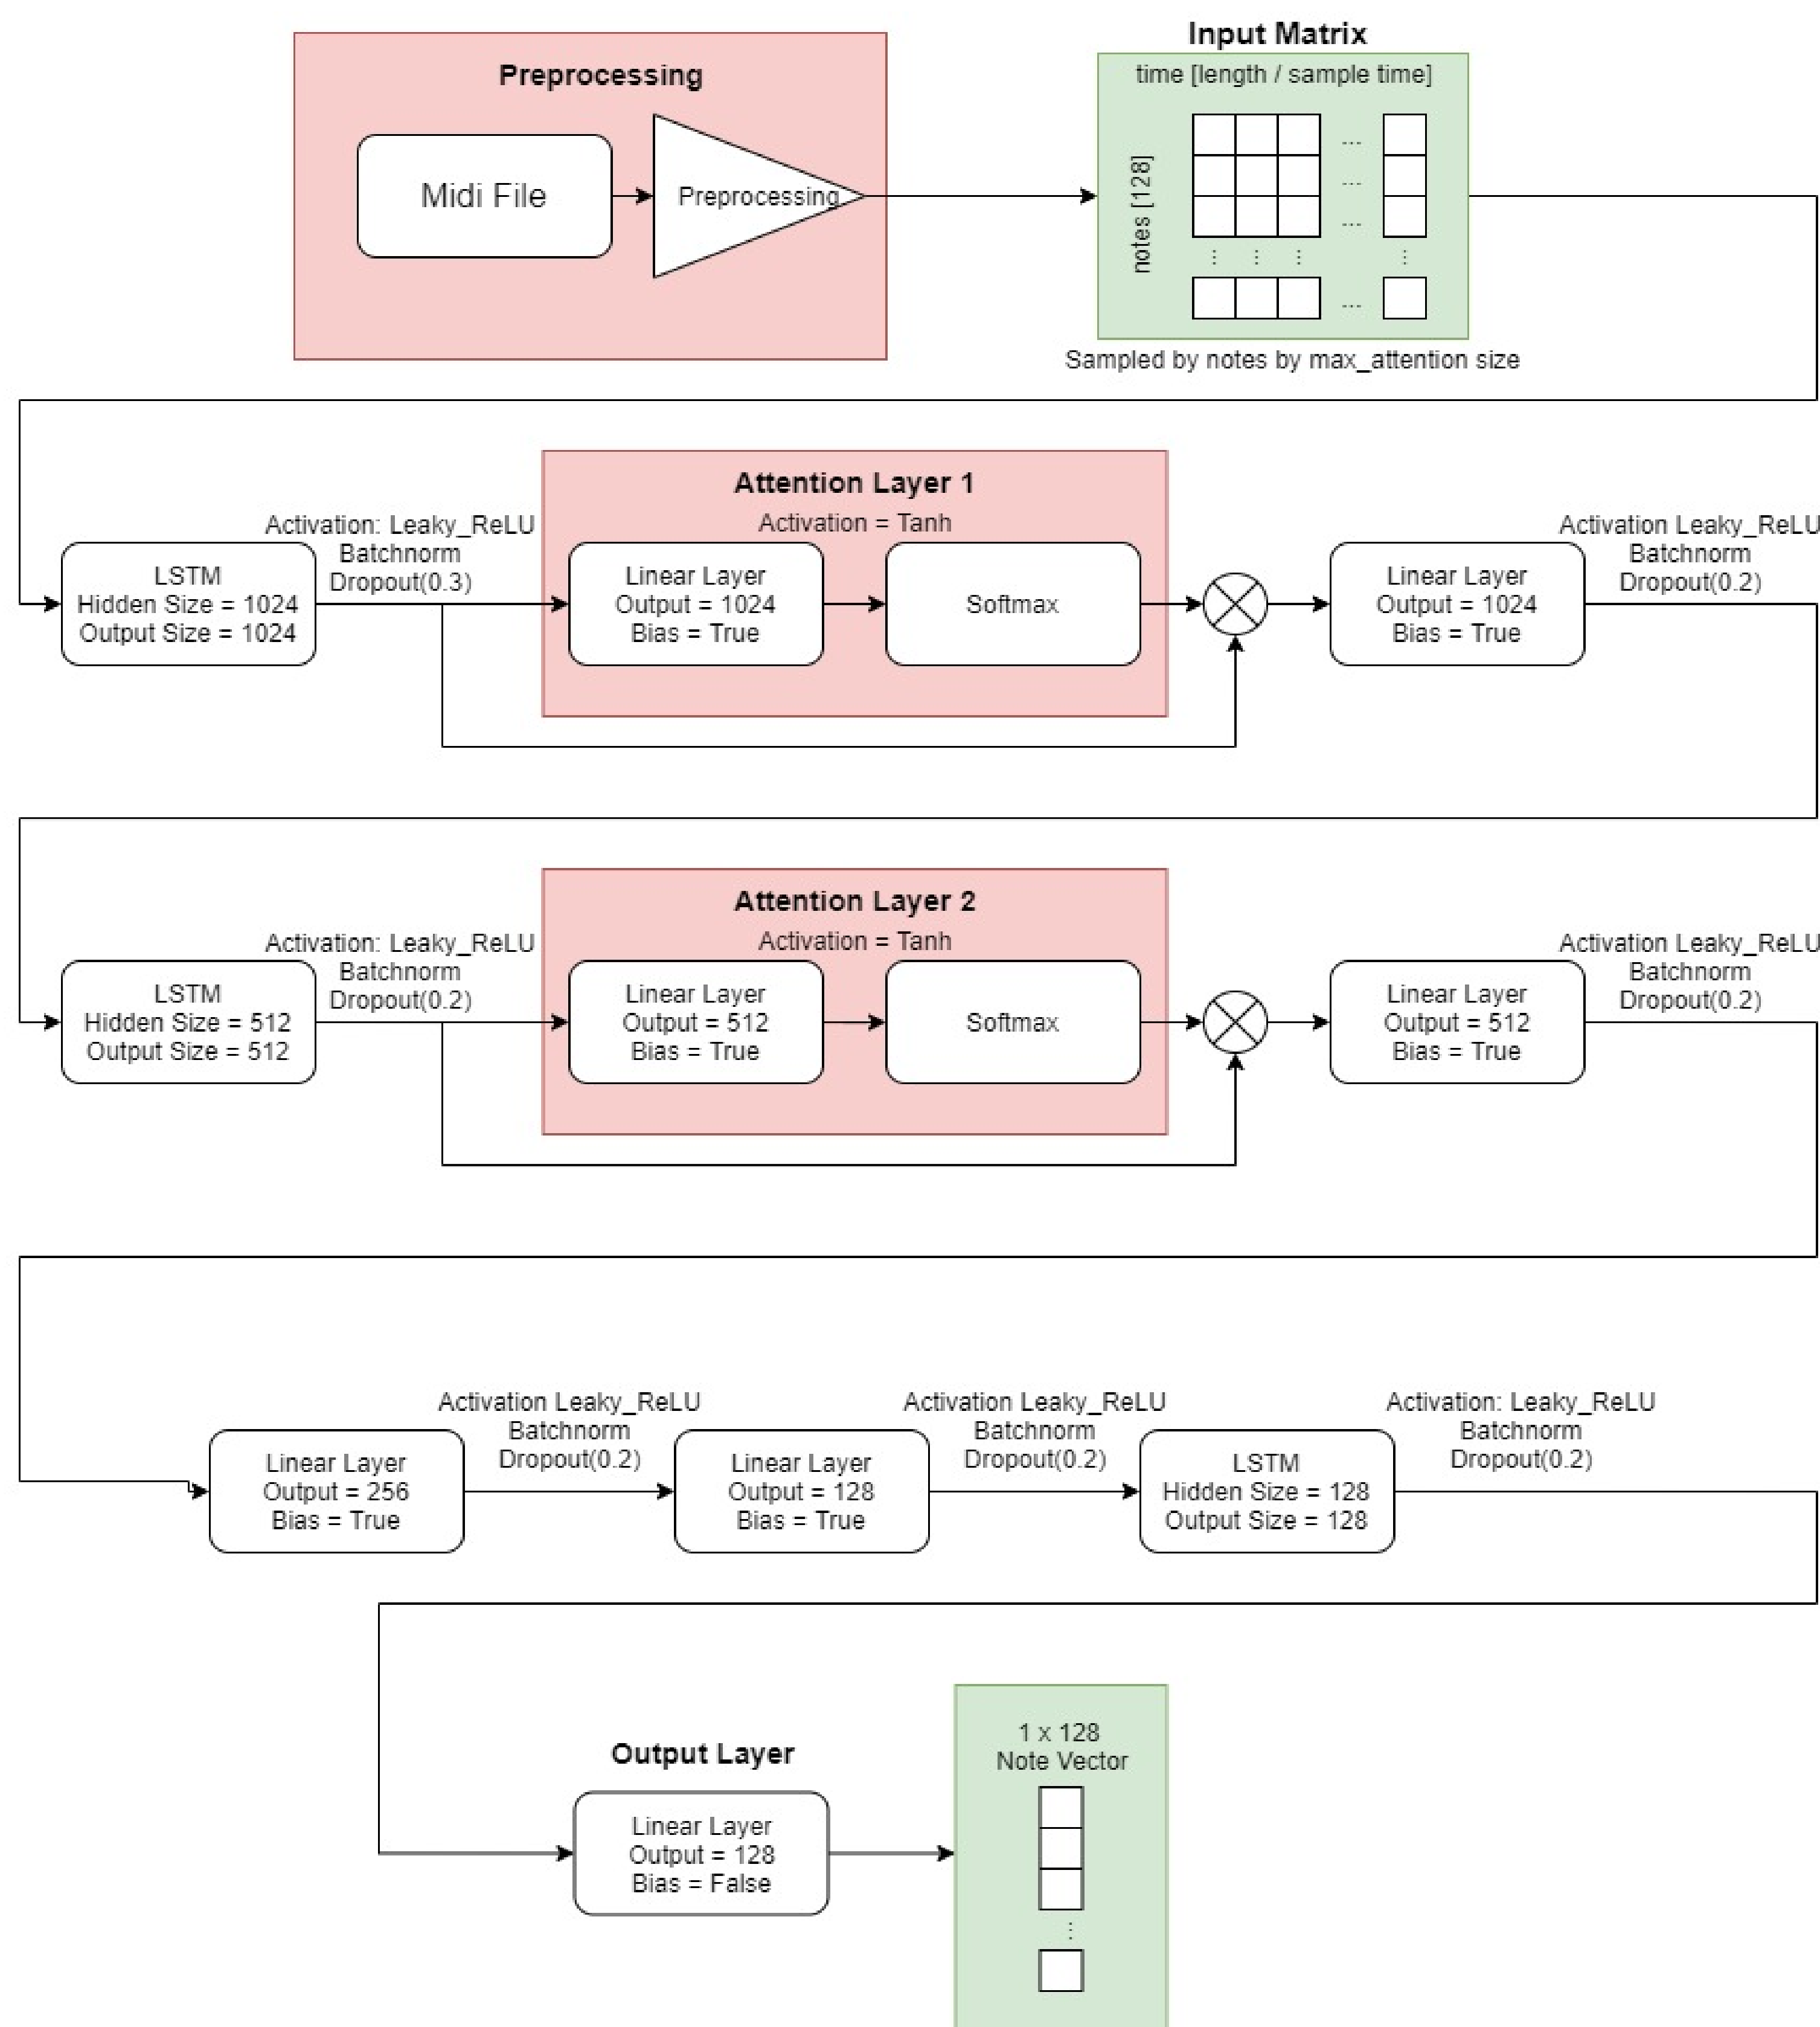 Preprocessing
Midi File
Preprocessing
Input Matrix
time [length / sample time]
notes [128]
...
...
...
...
Sampled by notes by max_attention size
LSTM
Hidden Size = 1024
Output Size = 1024
Activation: Leaky_ReLU
Batchnorm
Dropout(0.3)
Attention Layer 1
Activation = Tanh
Linear Layer
Output = 1024
Bias = True
Softmax
Linear Layer
Output = 1024
Bias = True
Activation Leaky_ReLU
Batchnorm
Dropout(0.2)
LSTM
Hidden Size = 512
Output Size = 512
Activation: Leaky_ReLU
Batchnorm
Dropout(0.2)
Attention Layer 2
Activation = Tanh
Linear Layer
Output = 512
Bias = True
Softmax
Linear Layer
Output = 512
Bias = True
Activation Leaky_ReLU
Batchnorm
Dropout(0.2)
Linear Layer
Output = 256
Bias = True
Activation Leaky_ReLU
Batchnorm
Dropout(0.2)
Linear Layer
Output = 128
Bias = True
Activation Leaky_ReLU
Batchnorm
Dropout(0.2)
LSTM
Hidden Size = 128
Output Size = 128
Activation: Leaky_ReLU
Batchnorm
Dropout(0.2)
Output Layer
Linear Layer
Output = 128
Bias = False
1 x 128
Note Vector